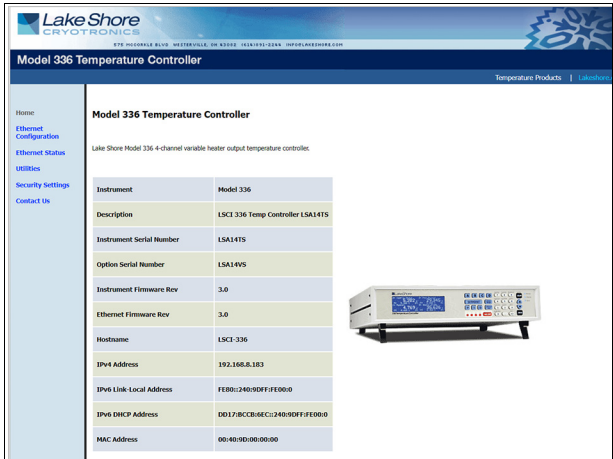 Lake Shore
CRYOTRONICS
575 MCCORKLE BLVD WESTERVILLE, OH 43082 (614)891-2244 INFO@LAKESHORE.COM
Model 336 Temperature Controller
Temperature Products | Lakeshore.
Home
Model 336 Temperature Controller
Ethernet
Configuration
Lake Shore Model 336 4-channel variable heater output temperature controller.
Ethernet Status
Utilities
Security Settings
Contact Us
Instrument Model 336
Description LSCI 336 Temp Controller LSA14TS
Instrument Serial Number LSA14TS
Option Serial Number LSA14VS
Instrument Firmware Rev 3.0
Ethernet Firmware Rev 3.0
Hostname LSCI-336
IPv4 Address 192.168.8.183
IPv6 Link-Local Address FE80::240:9DFF:FE00:0
IPv6 DHCP Address DD17:BCCB:6EC::240:9DFF:FE00:0
MAC Address 00:40:9D:00:00:00